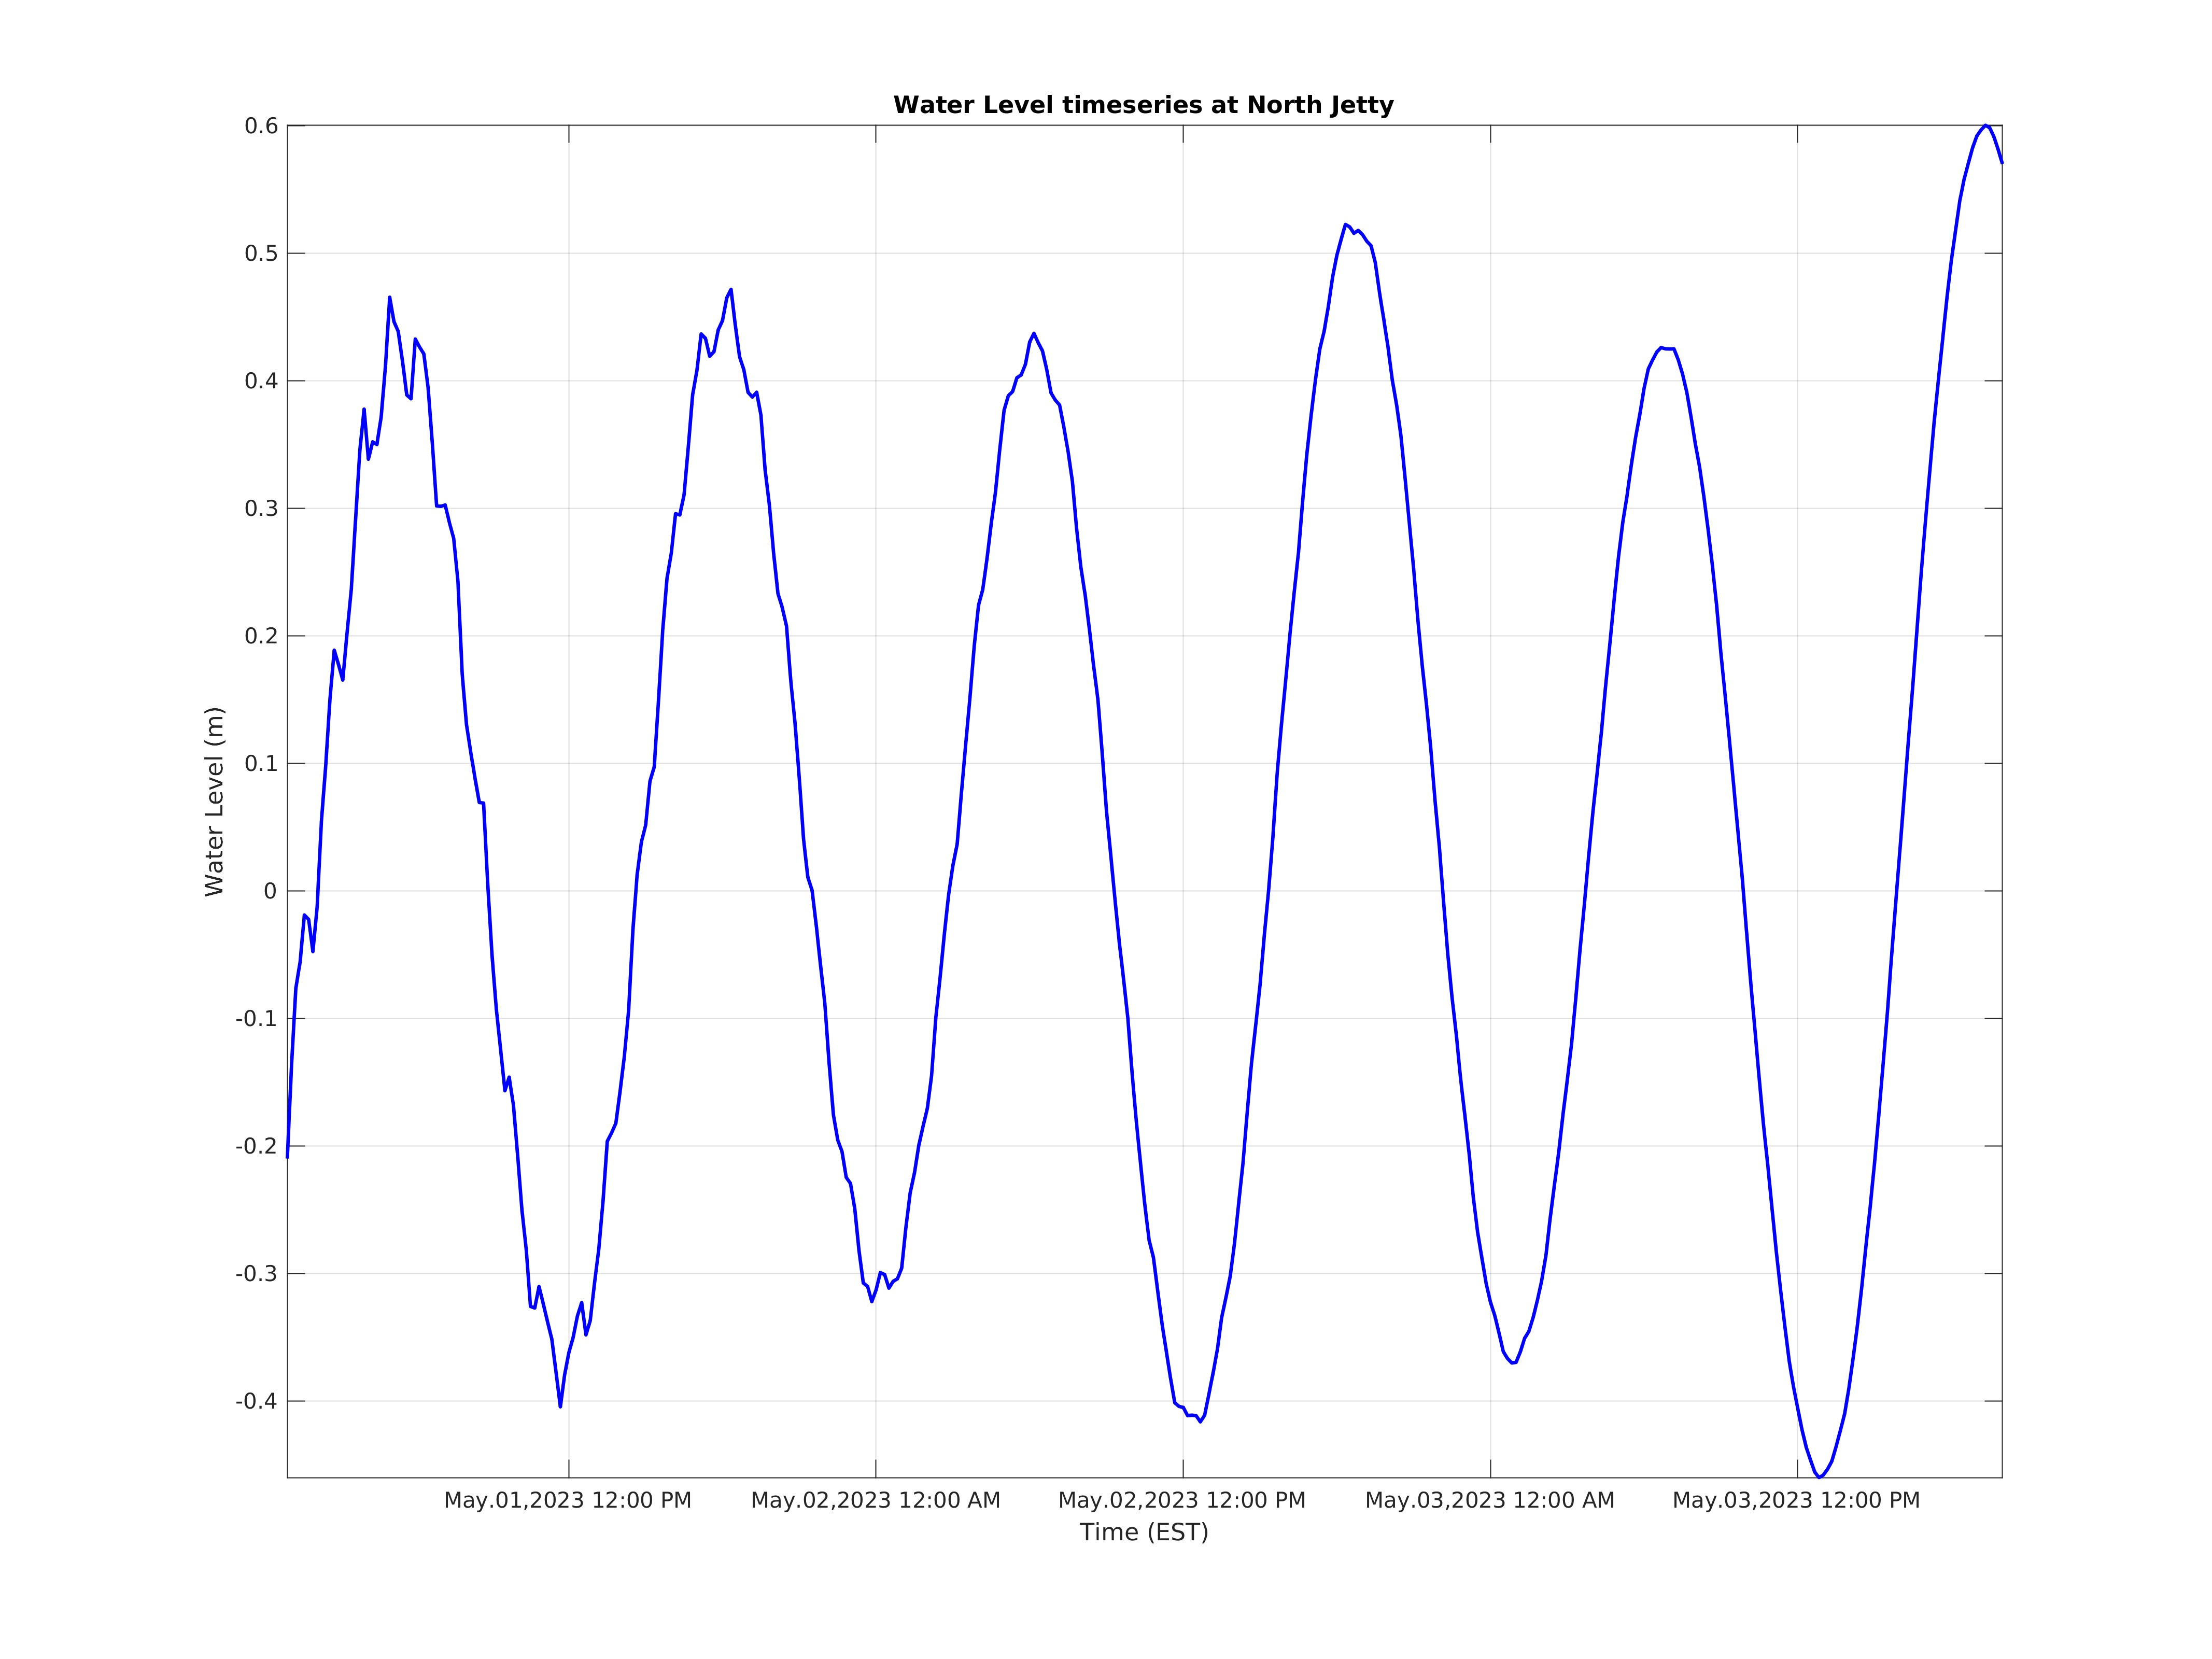 Water Level timeseries at North Jetty
0.6
0.5
0.4
0.3
0.2
0.1
0
-0.1
-0.2
-0.3
-0.4
Water Level (m)
May.01,2023 12:00 PM
May.02,2023 12:00 AM
May.02,2023 12:00 PM
May.03,2023 12:00 AM
May.03,2023 12:00 PM
Time (EST)